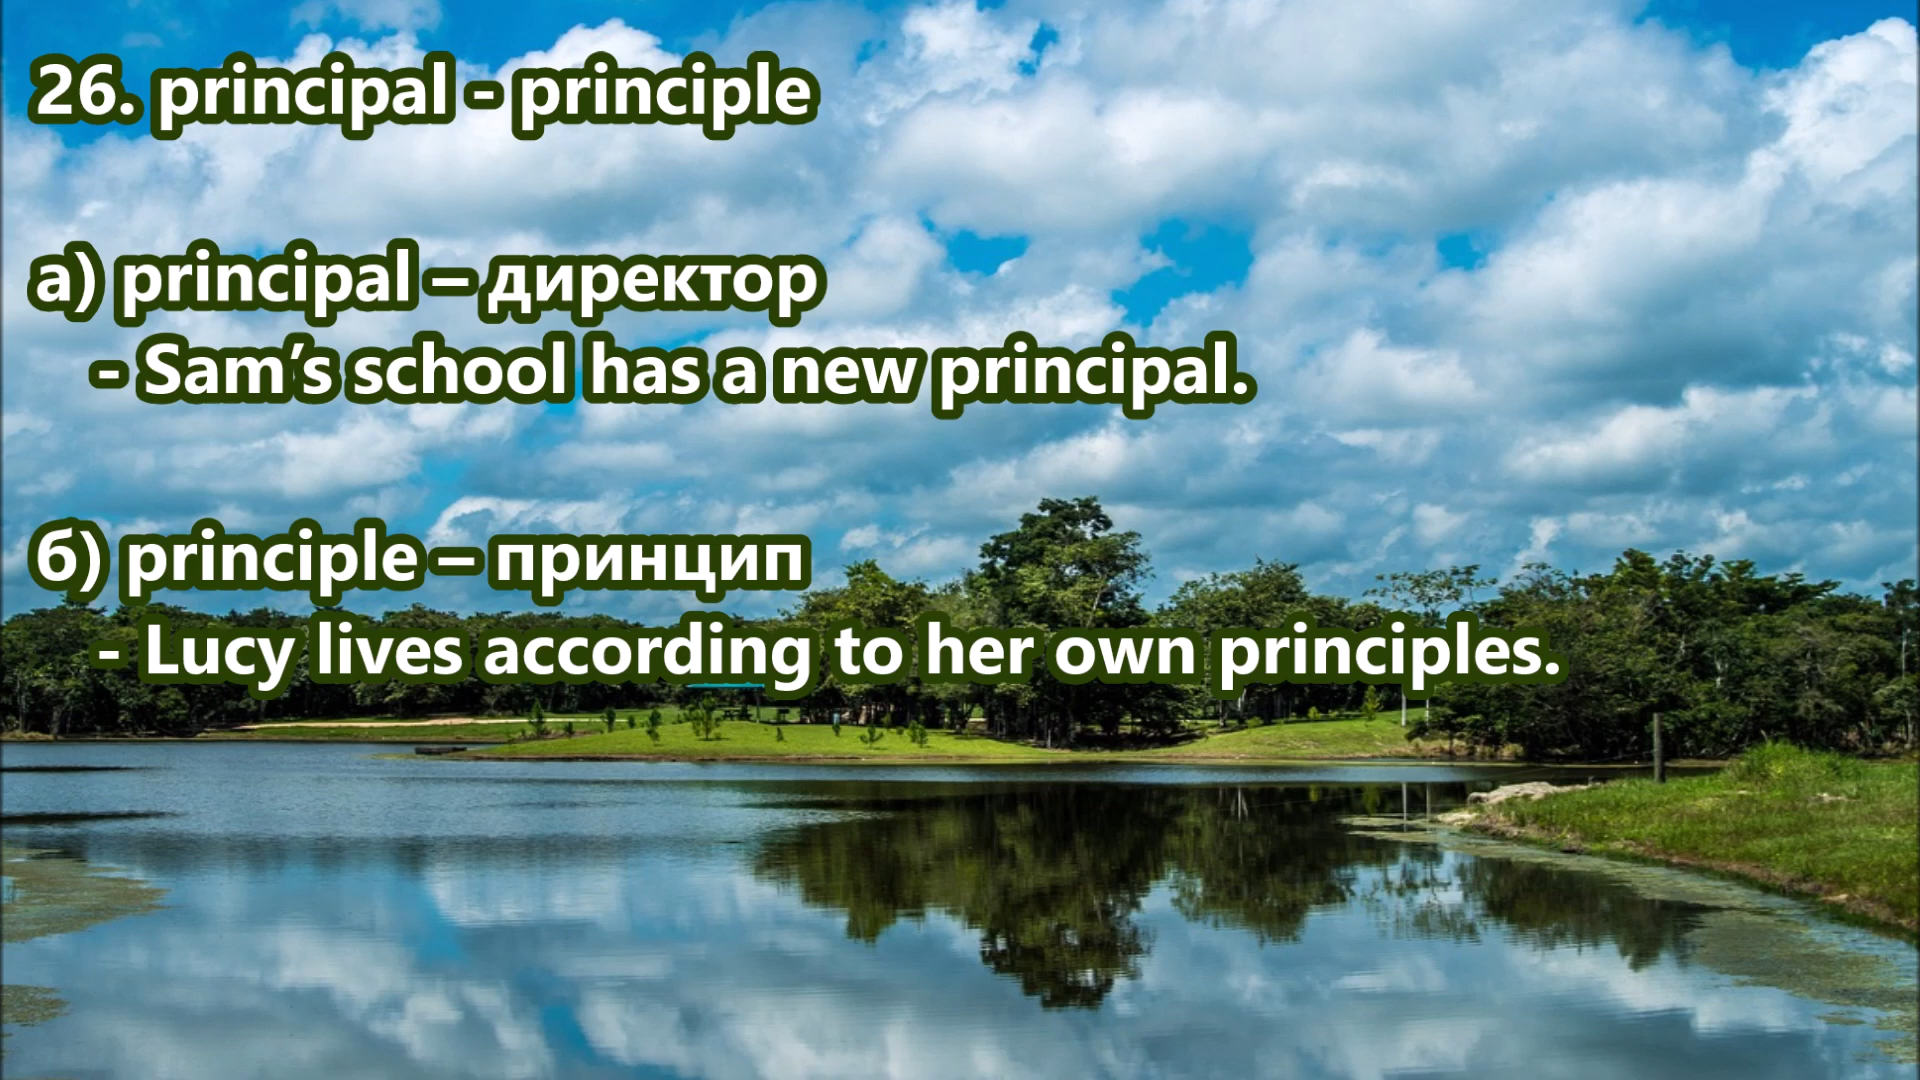 26. principal - principle
а) principal – директор
- Sam’s school has a new principal.
б) principle – принцип
- Lucy lives according to her own principles.